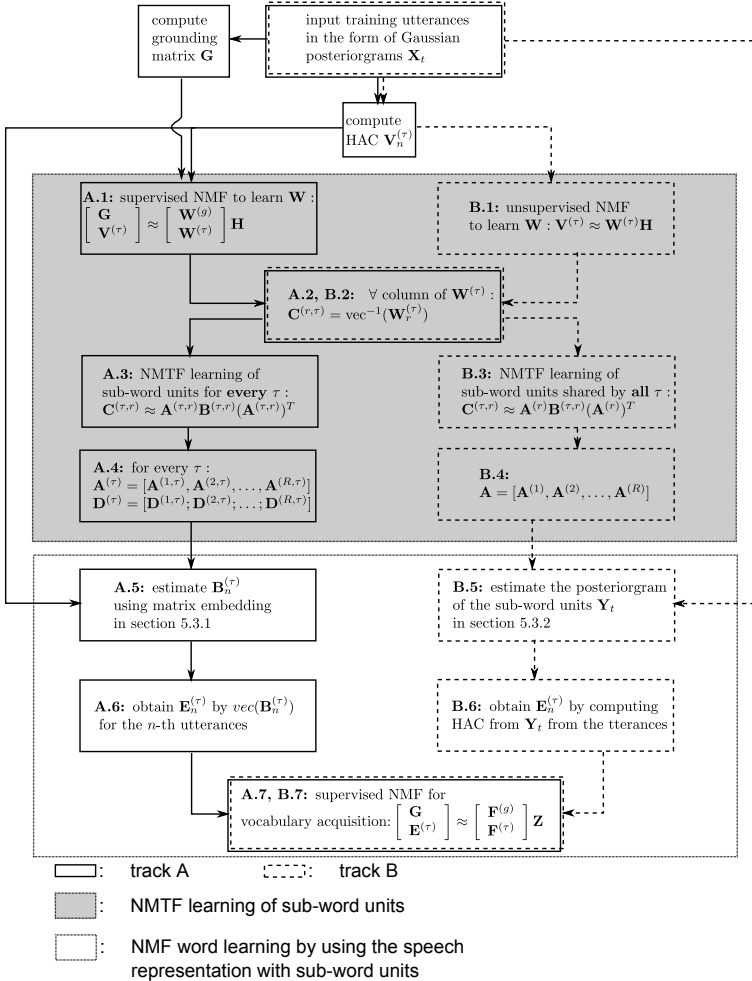 compute
grounding
matrix G
input training utterances
in the form of Gaussian
posteriorgrams
X_t
compute
HAC V_n^(τ)
A.1: supervised NMF to learn W :
[ G V^(τ) ] ≈ [ W^(g) W^(τ) ] H
B.1: unsupervised NMF
to learn W : V^(τ) ≈ W^(τ)H
A.2, B.2: ∀ column of W^(τ) :
C^(r,τ) = vec^−1(W_r^(τ))
A.3: NMTF learning of
sub-word units for every τ :
C^(τ,r) ≈ A^(τ,r)B^(τ,r)(A^(τ,r))^T
B.3: NMTF learning of
sub-word units shared by all τ :
C^(τ,r) ≈ A^(r)B^(τ,r)(A^(r))^T
A.4: for every τ :
A^(τ) = [A^(1,τ), A^(2,τ), . . . , A^(R,τ)]
D^(τ) = [D^(1,τ); D^(2,τ); . . . ; D^(R,τ)]
B.4:
A = [A^(1), A^(2), . . . , A^(R)]
A.5: estimate B_n^(τ)
using matrix embedding
in section 5.3.1
B.5: estimate the posteriorgram
of the sub-word units Y_t
in section 5.3.2
A.6: obtain E_n^(τ) by vec(B_n^(τ))
for the n-th utterances
B.6: obtain E_n^(τ) by computing
HAC from Y_t from the tterances
A.7, B.7: supervised NMF for
vocabulary acquisition: [ G E^(τ) ] ≈ [ F^(g) F^(τ) ] Z
: track A
: track B
: NMTF learning of sub-word units
: NMF word learning by using the speech
representation with sub-word units